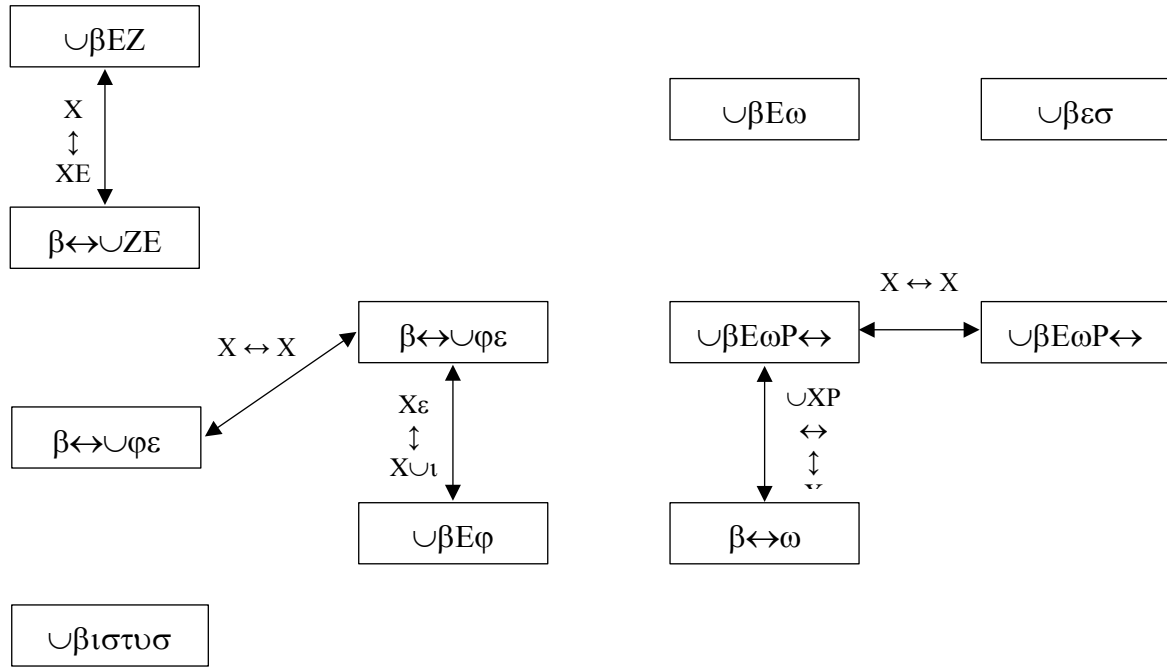 ∪βEZ
X
↕
XE
β↔∪ZE
∪βEω
∪βεσ
X ↔ X
β↔∪φε
X ↔ X
∪βEωP↔
∪βEωP↔
β↔∪φε
Xε
↕
X∪ι
∪XP
↔
↕
∪βEφ
β↔ω
∪βιστυσ